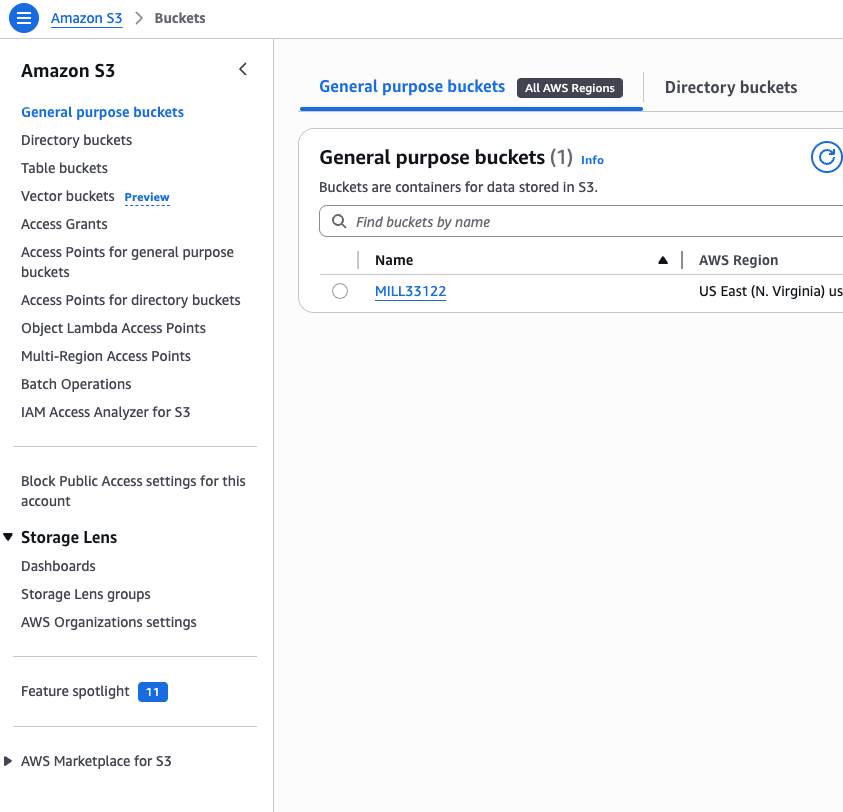 Amazon S3 > Buckets
Amazon S3
General purpose buckets
Directory buckets
Table buckets
Vector buckets Preview
Access Grants
Access Points for general purpose
buckets
Access Points for directory buckets
Object Lambda Access Points
Multi-Region Access Points
Batch Operations
IAM Access Analyzer for S3
Block Public Access settings for this
account
Storage Lens
Dashboards
Storage Lens groups
AWS Organizations settings
Feature spotlight 11
AWS Marketplace for S3
General purpose buckets All AWS Regions Directory buckets
General purpose buckets (1) Info
Buckets are containers for data stored in S3.
Find buckets by name
Name AWS Region
MILL33122 US East (N. Virginia) us